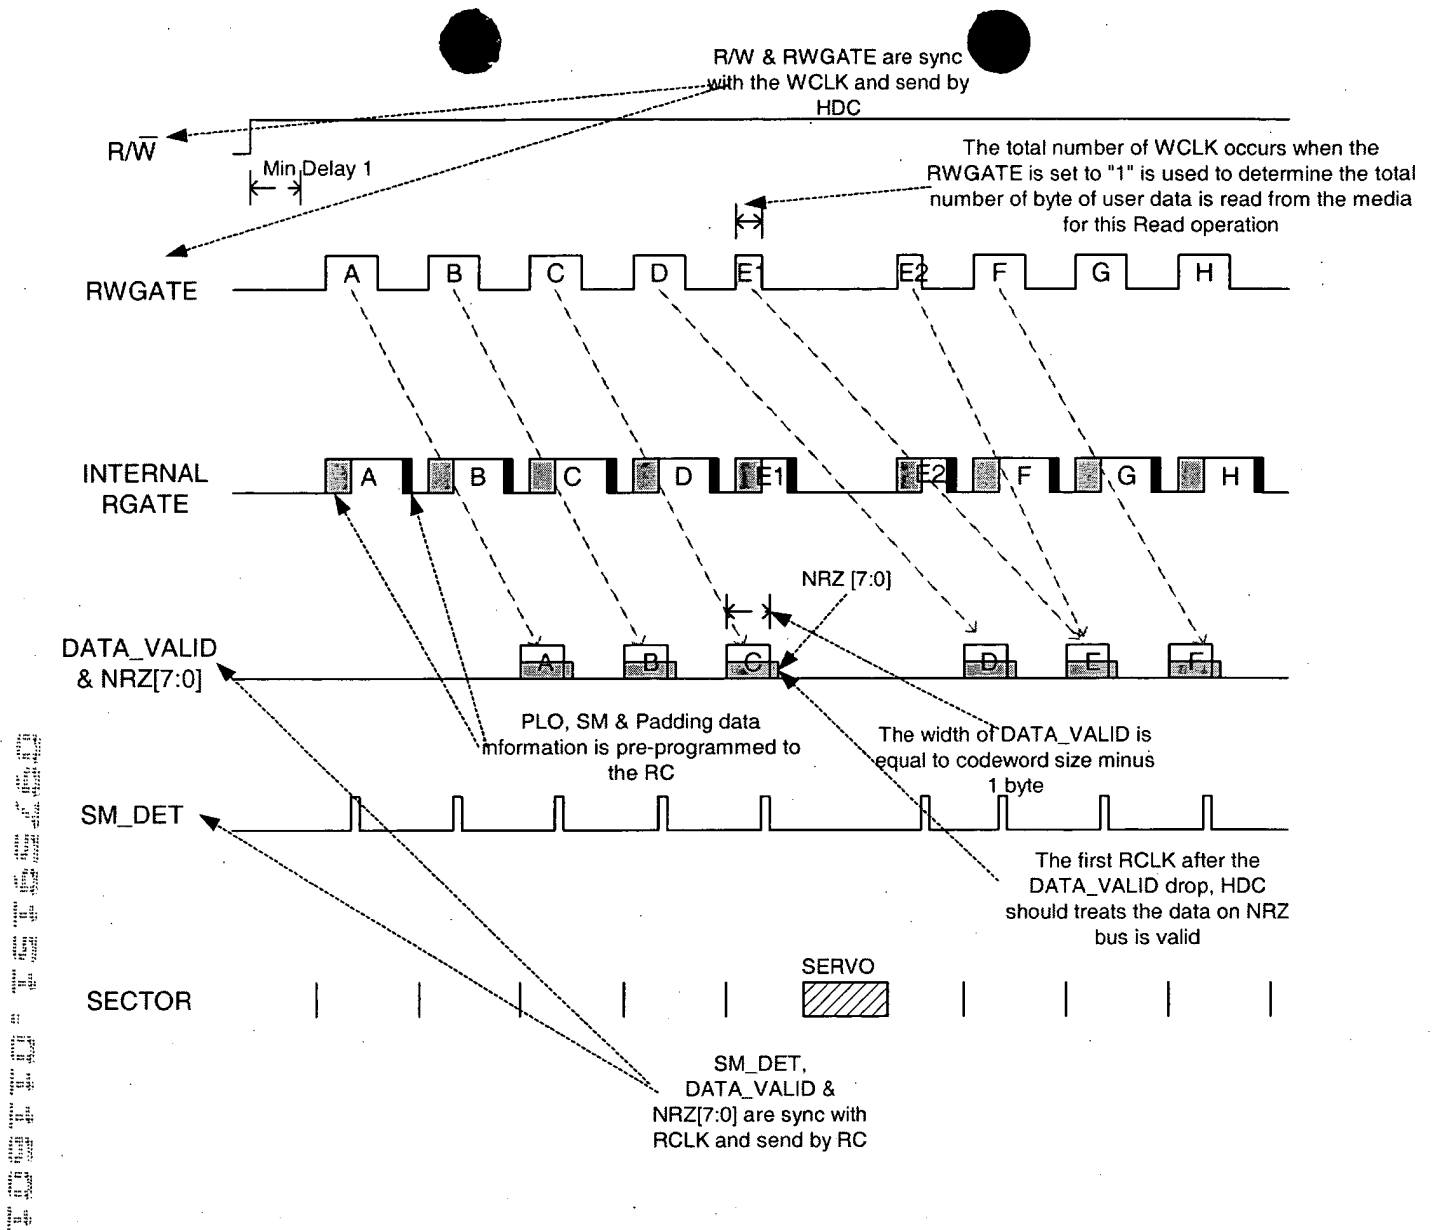 R/W & RWGATE are sync
with the WCLK and send by
HDC
R/W̅
Min Delay 1
The total number of WCLK occurs when the
RWGATE is set to "1" is used to determine the total
number of byte of user data is read from the media
for this Read operation
RWGATE
A B C D E1 E2 F G H
INTERNAL
RGATE
A B C D E1 E2 F G H
NRZ [7:0]
DATA_VALID
& NRZ[7:0]
A B C D E F
PLO, SM & Padding data
information is pre-programmed to
the RC
The width of DATA_VALID is
equal to codeword size minus
1 byte
SM_DET
The first RCLK after the
DATA_VALID drop, HDC
should treats the data on NRZ
bus is valid
SERVO
SECTOR
SM_DET,
DATA_VALID &
NRZ[7:0] are sync with
RCLK and send by RC